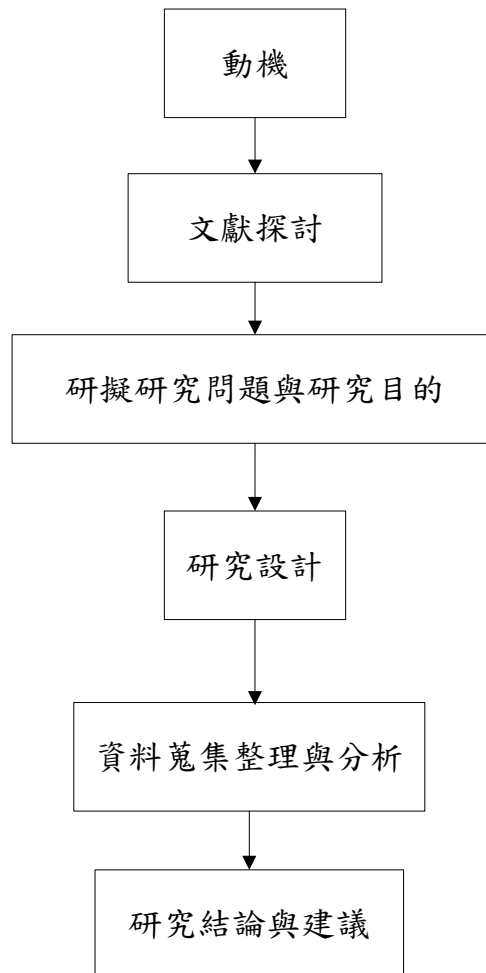 動機
文獻探討
研擬研究問題與研究目的
研究設計
資料蒐集整理與分析
研究結論與建議